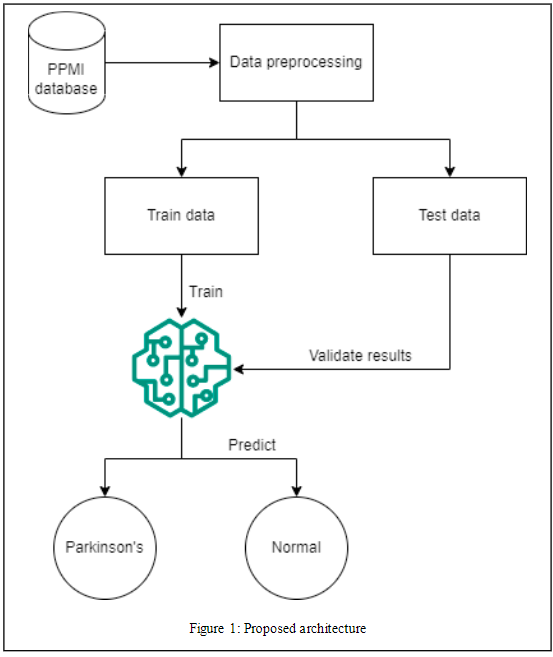 PPMI
database
Data preprocessing
Train data
Test data
Train
Validate results
Predict
Parkinson's
Normal
Figure 1: Proposed architecture